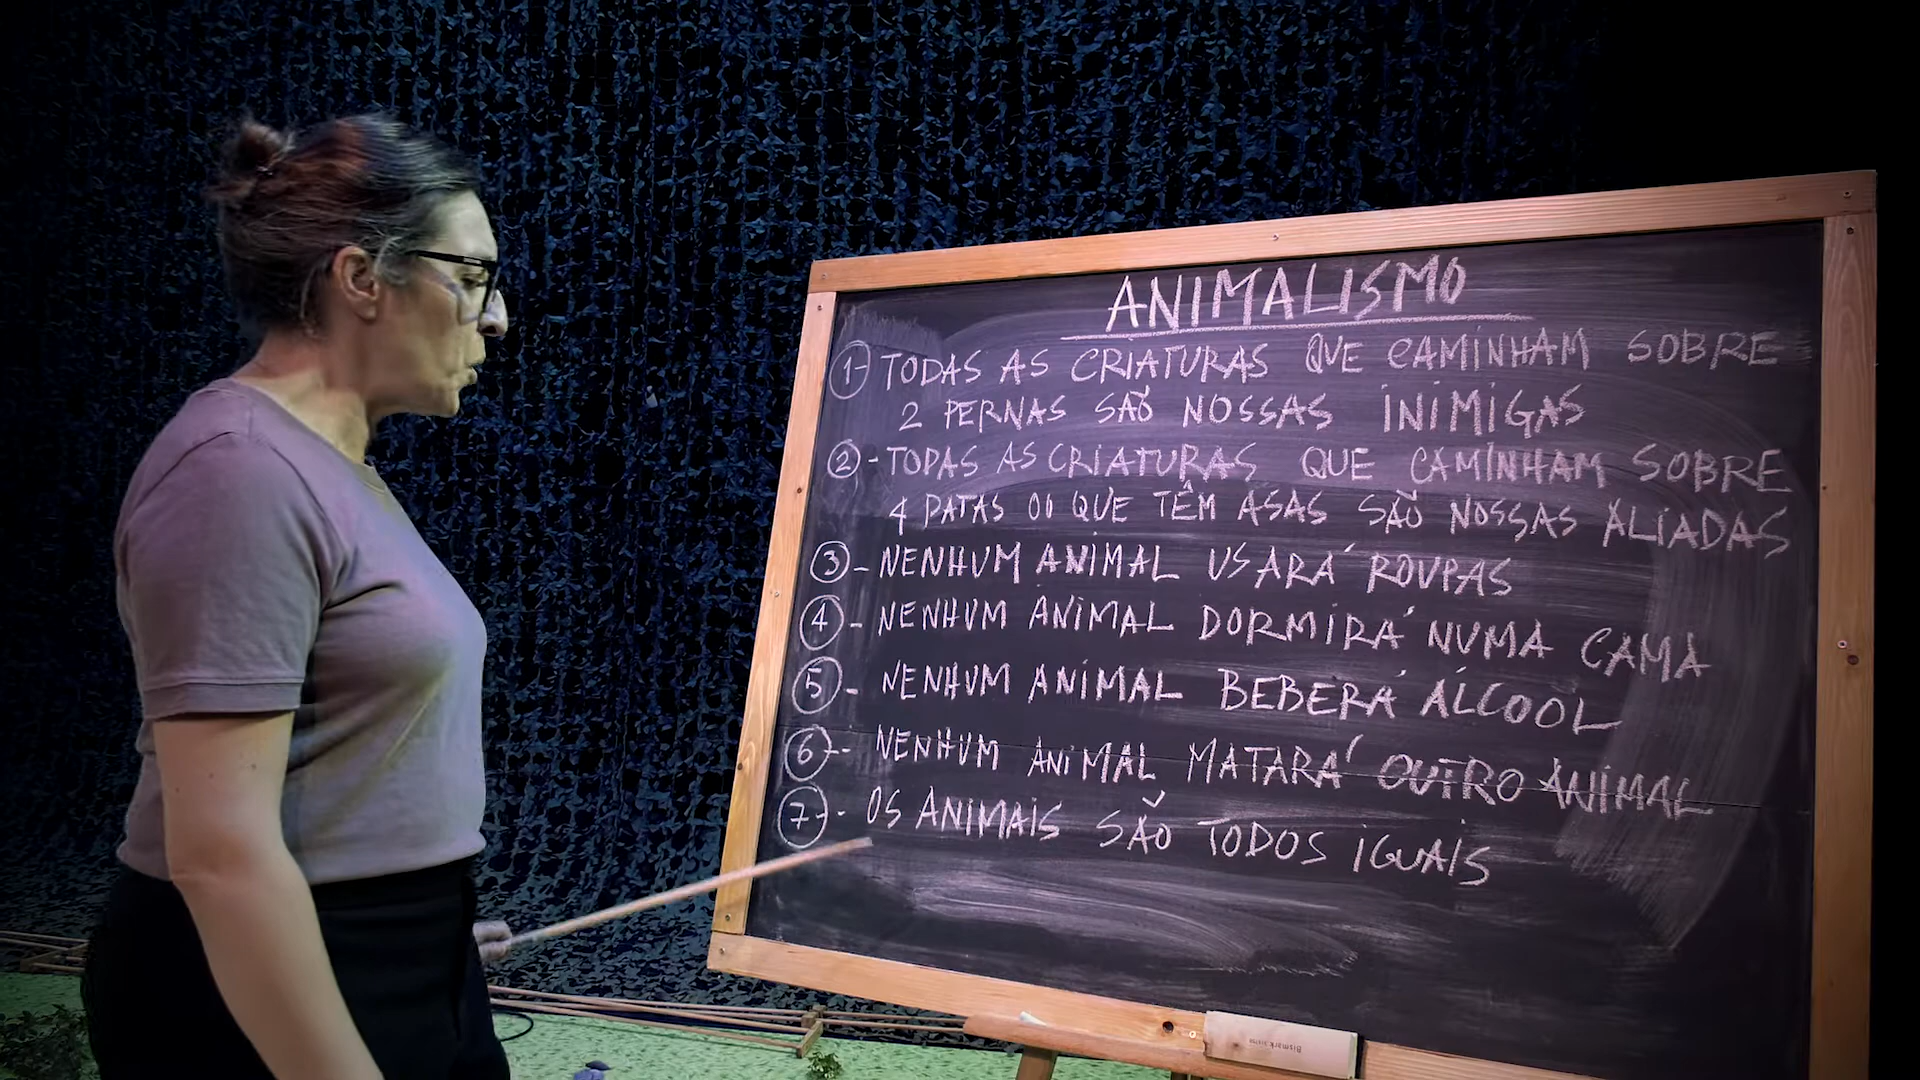 ANIMALISMO
1- TODAS AS CRIATURAS QUE CAMINHAM SOBRE
2 PERNAS SÃO NOSSAS INIMIGAS
2 - TODAS AS CRIATURAS QUE CAMINHAM SOBRE
4 PATAS OU QUE TÊM ASAS SÃO NOSSAS ALIADAS
3 - NENHUM ANIMAL USARÁ ROUPAS
4 - NENHUM ANIMAL DORMIRÁ NUMA CAMA
5 - NENHUM ANIMAL BEBERÁ ÁLCOOL
6 - NENHUM ANIMAL MATARÁ OUTRO ANIMAL
7 - OS ANIMAIS SÃO TODOS IGUAIS
Bismark